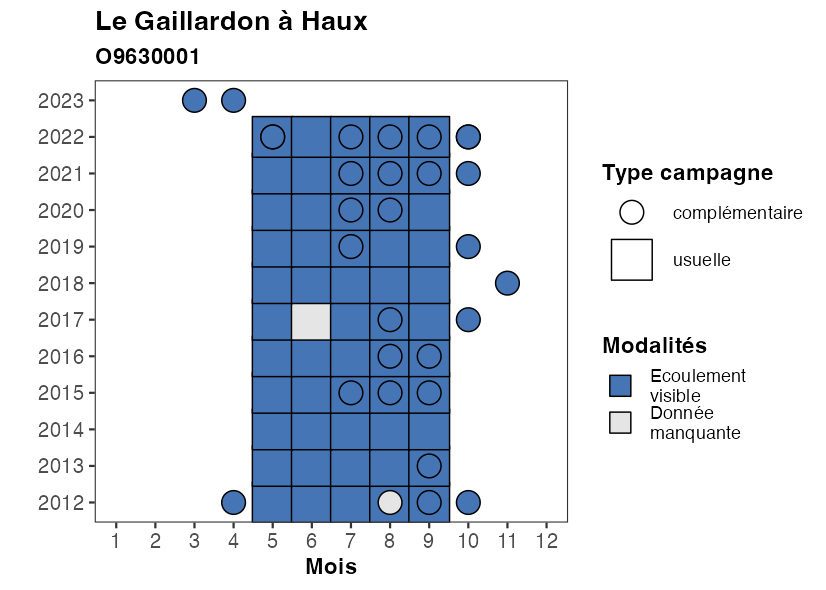 Le Gaillardon à Haux
O9630001
2023
2022
2021
2020
2019
2018
2017
2016
2015
2014
2013
2012
1 2 3 4 5 6 7 8 9 10 11 12
Mois
Type campagne
complémentaire
usuelle
Modalités
Ecoulement
visible
Donnée
manquante